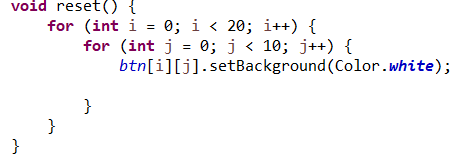 void reset() {
    for (int i = 0; i < 20; i++) {
        for (int j = 0; j < 10; j++) {
            btn[i][j].setBackground(Color.white);

        }
    }
}